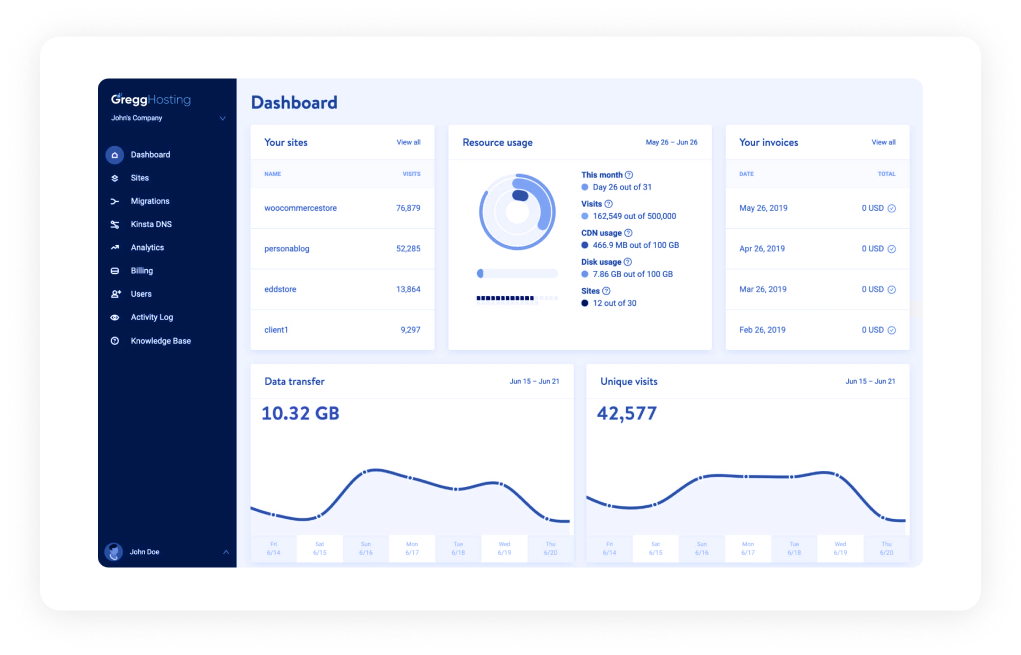 GreggHosting
John's Company
Dashboard
Sites
Migrations
Kinsta DNS
Analytics
Billing
Users
Activity Log
Knowledge Base
John Doe
Dashboard
Your sites View all
NAME VISITS
woocommercestore 76,879
personablog 52,285
eddstore 13,864
client1 9,297
Resource usage May 26 – Jun 26
This month
Day 26 out of 31
Visits
162,549 out of 500,000
CDN usage
466.9 MB out of 100 GB
Disk usage
7.86 GB out of 100 GB
Sites
12 out of 30
Your invoices View all
DATE TOTAL
May 26, 2019 0 USD
Apr 26, 2019 0 USD
Mar 26, 2019 0 USD
Feb 26, 2019 0 USD
Data transfer Jun 15 – Jun 21
10.32 GB
Fri Sat Sun Mon Tue Wed Thu
6/14 6/15 6/16 6/17 6/18 6/19 6/20
Unique visits Jun 15 – Jun 21
42,577
Fri Sat Sun Mon Tue Wed Thu
6/14 6/15 6/16 6/17 6/18 6/19 6/20